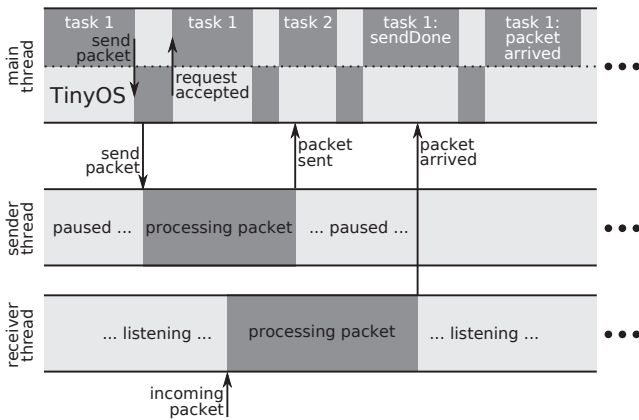 task 1
task 1
task 2
task 1:
sendDone
task 1:
packet
arrived
send
packet
request
accepted
main
thread
TinyOS
send
packet
packet
sent
packet
arrived
sender
thread
paused ...
processing packet
... paused ...
receiver
thread
... listening ...
processing packet
... listening ...
incoming
packet